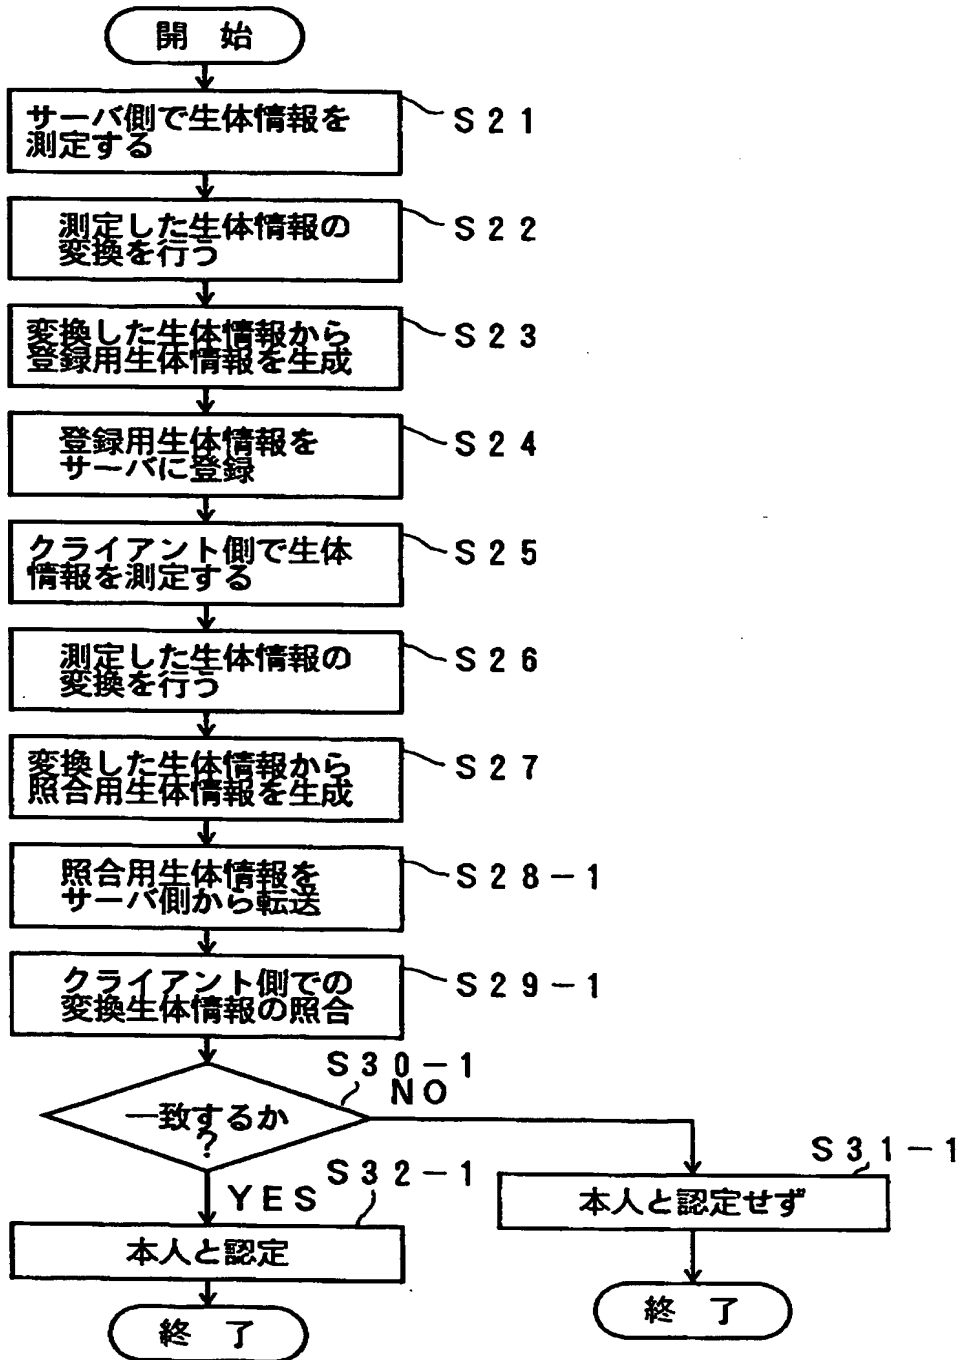 開 始
サーバ側で生体情報を
測定する
S21
測定した生体情報の
変換を行う
S22
変換した生体情報から
登録用生体情報を生成
S23
登録用生体情報を
サーバに登録
S24
クライアント側で生体
情報を測定する
S25
測定した生体情報の
変換を行う
S26
変換した生体情報から
照合用生体情報を生成
S27
照合用生体情報を
サーバ側から転送
S28-1
クライアント側での
変換生体情報の照合
S29-1
S30-1
一致するか
?
NO
YES
S31-1
本人と認定せず
終 了
S32-1
本人と認定
終 了